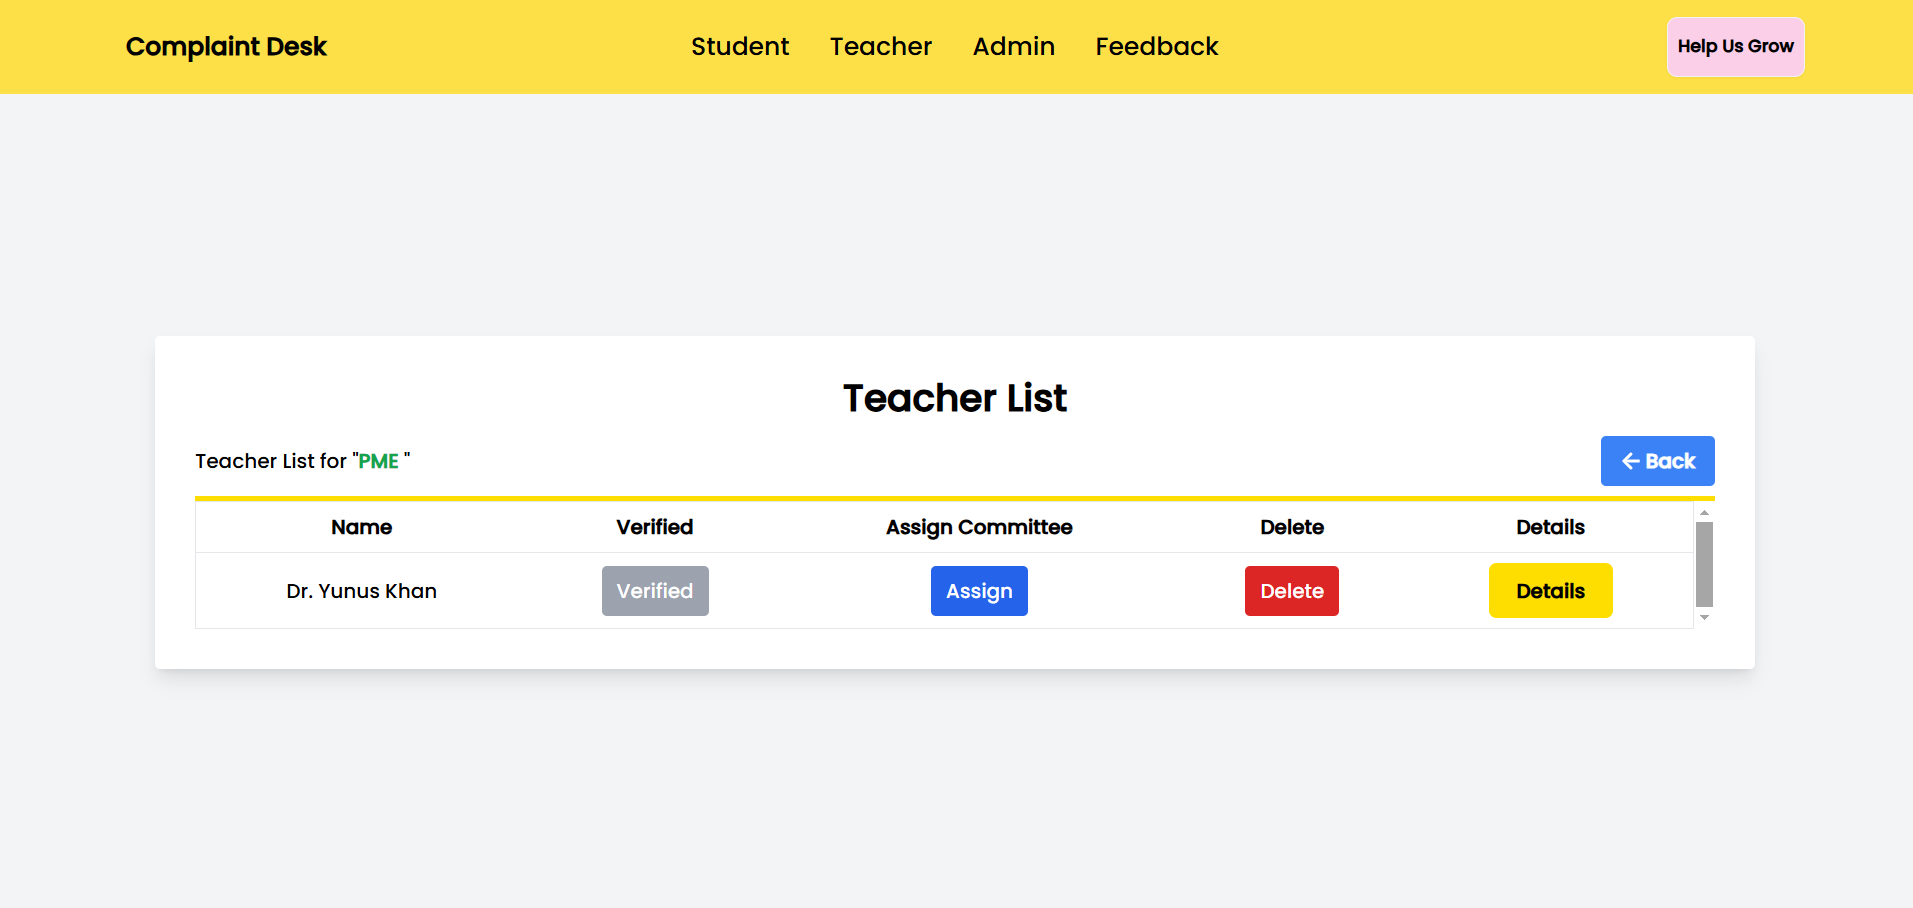 Complaint Desk Student Teacher Admin Feedback Help Us Grow
Teacher List
Teacher List for "PME " ← Back
Name Verified Assign Committee Delete Details
Dr. Yunus Khan Verified Assign Delete Details